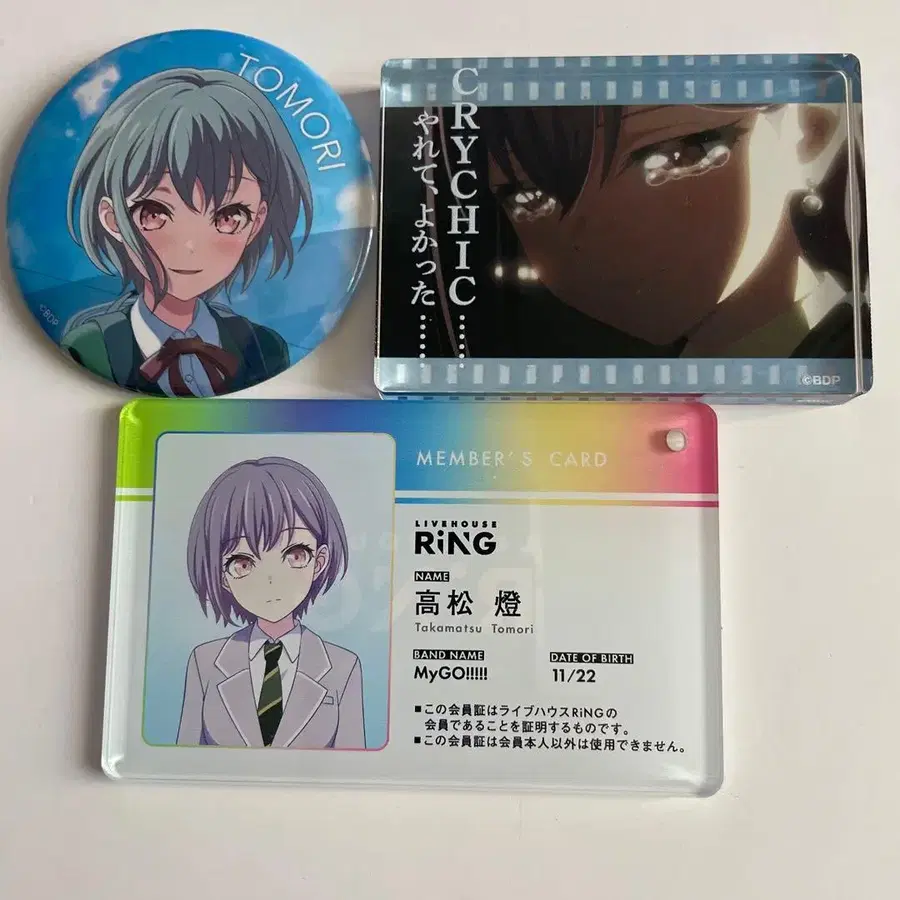 TOMORI
©BDP
CRYCHIC……
やれて、よかった……
©BDP
MEMBER'S CARD
LIVEHOUSE
RiNG
NAME
高松 燈
Takamatsu Tomori
BAND NAME
MyGO!!!!!
DATE OF BIRTH
11/22
■この会員証はライブハウスRiNGの
会員であることを証明するものです。
■この会員証は会員本人以外は使用できません。